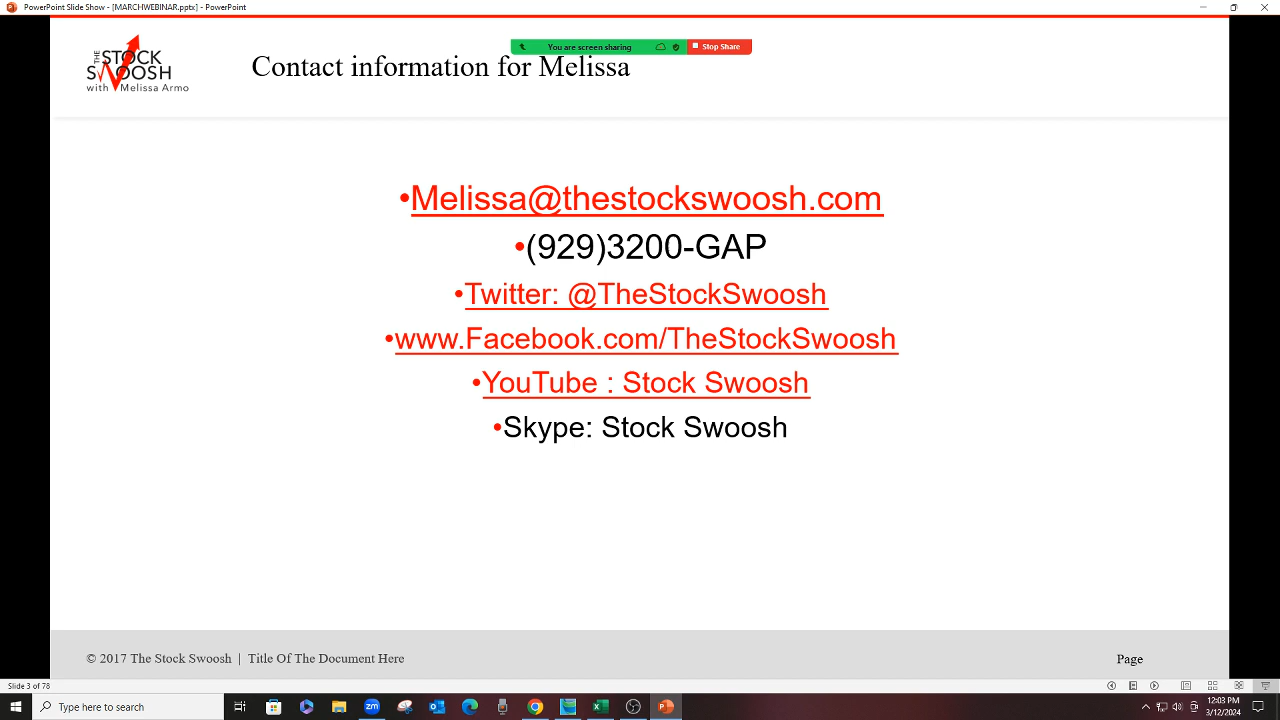 PowerPoint Slide Show - [MARCHWEBINAR.pptx] - PowerPoint
You are screen sharing
Stop Share
THE STOCK
SWOOSH
with Melissa Armo
Contact information for Melissa
•Melissa@thestockswoosh.com
•(929)3200-GAP
•Twitter: @TheStockSwoosh
•www.Facebook.com/TheStockSwoosh
•YouTube : Stock Swoosh
•Skype: Stock Swoosh
© 2017 The Stock Swoosh | Title Of The Document Here
Page
Slide 3 of 78
Type here to search
zm
12:03 PM
3/12/2024